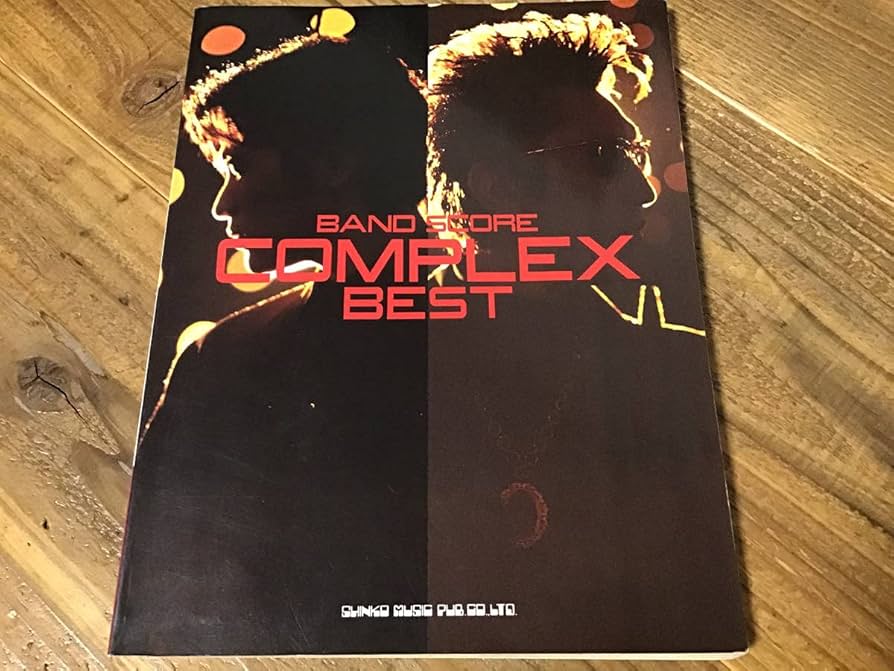 BAND SCORE
COMPLEX
BEST
SHINKO MUSIC PUB.CO.,LTD.